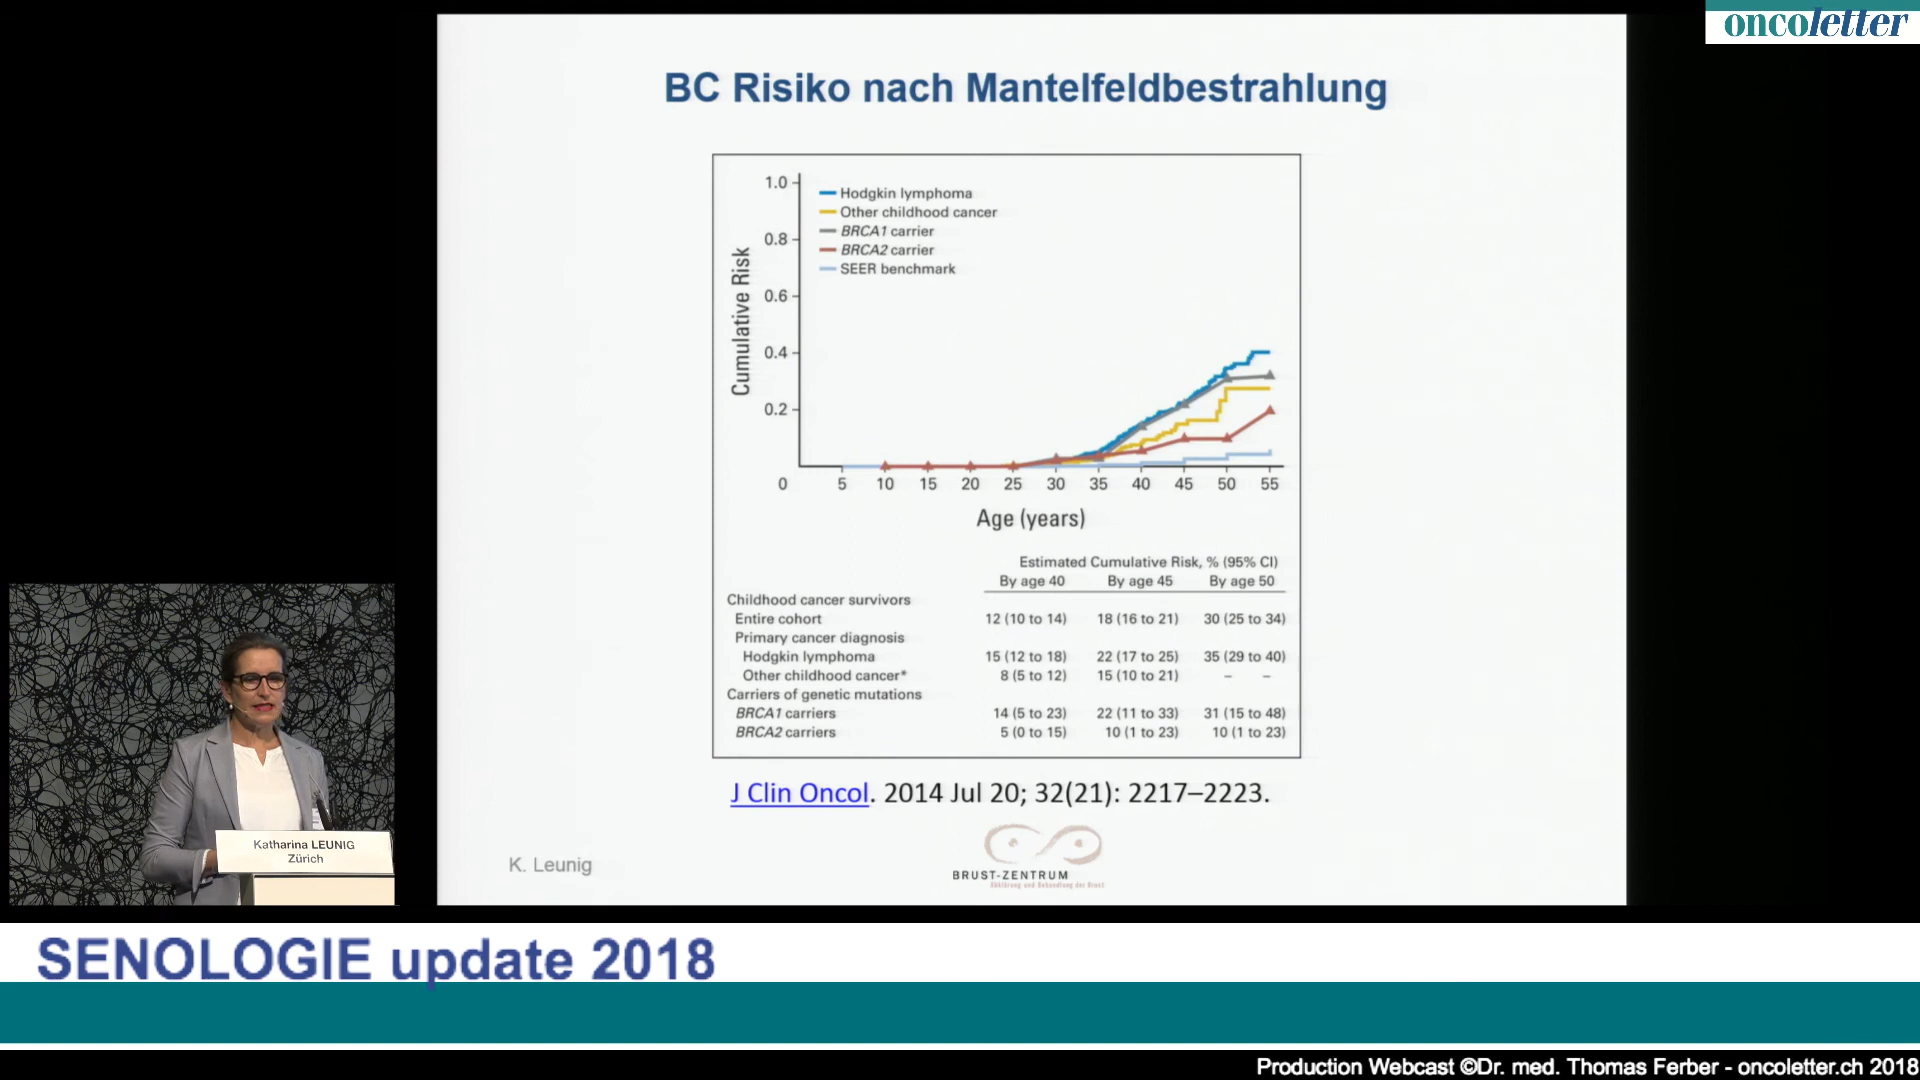 oncoletter
BC Risiko nach Mantelfeldbestrahlung
1.0
0.8
0.6
0.4
0.2
Cumulative Risk
Hodgkin lymphoma
Other childhood cancer
BRCA1 carrier
BRCA2 carrier
SEER benchmark
0 5 10 15 20 25 30 35 40 45 50 55
Age (years)
Estimated Cumulative Risk, % (95% CI)
By age 40 By age 45 By age 50
Childhood cancer survivors
Entire cohort 12 (10 to 14) 18 (16 to 21) 30 (25 to 34)
Primary cancer diagnosis
Hodgkin lymphoma 15 (12 to 18) 22 (17 to 25) 35 (29 to 40)
Other childhood cancer* 8 (5 to 12) 15 (10 to 21) – –
Carriers of genetic mutations
BRCA1 carriers 14 (5 to 23) 22 (11 to 33) 31 (15 to 48)
BRCA2 carriers 5 (0 to 15) 10 (1 to 23) 10 (1 to 23)
J Clin Oncol. 2014 Jul 20; 32(21): 2217–2223.
K. Leunig
BRUST-ZENTRUM
Abklärung und Behandlung der Brust
Katharina LEUNIG
Zürich
SENOLOGIE update 2018
Production Webcast ©Dr. med. Thomas Ferber - oncoletter.ch 2018